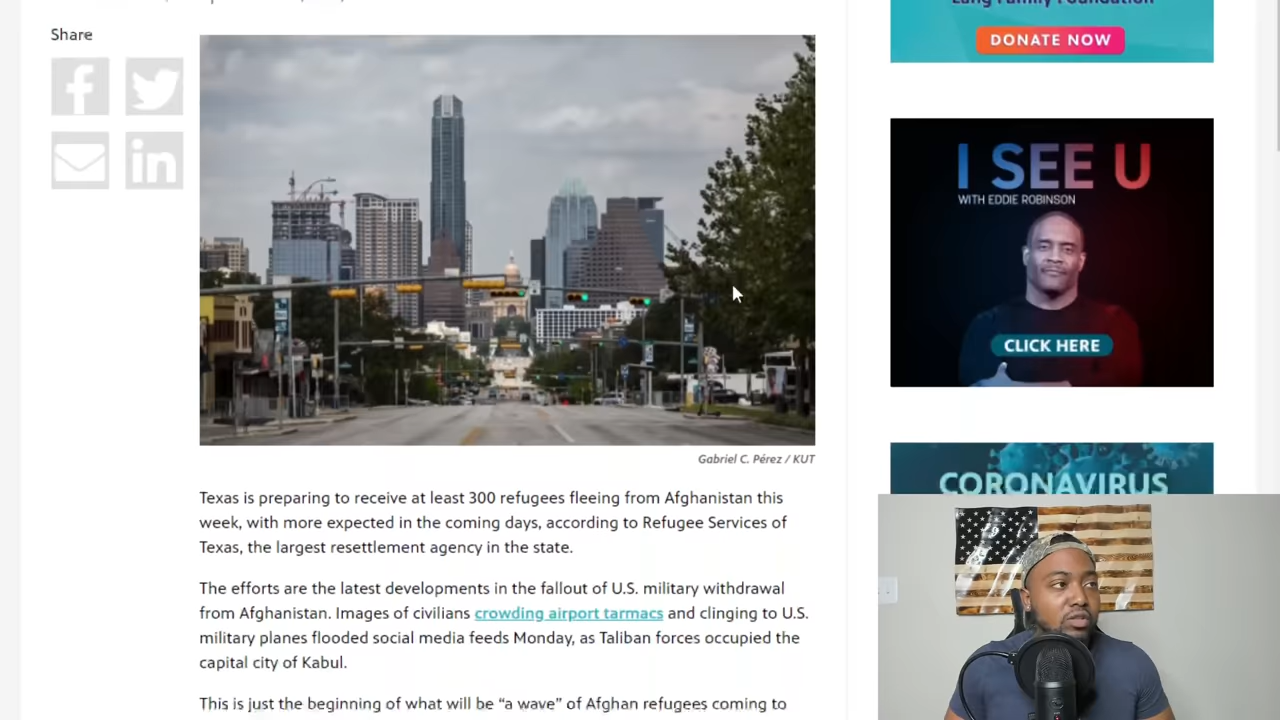 Lang Family Foundation
DONATE NOW
Share
I SEE U
WITH EDDIE ROBINSON
CLICK HERE
Gabriel C. Pérez / KUT
CORONAVIRUS
Texas is preparing to receive at least 300 refugees fleeing from Afghanistan this
week, with more expected in the coming days, according to Refugee Services of
Texas, the largest resettlement agency in the state.
The efforts are the latest developments in the fallout of U.S. military withdrawal
from Afghanistan. Images of civilians crowding airport tarmacs and clinging to U.S.
military planes flooded social media feeds Monday, as Taliban forces occupied the
capital city of Kabul.
This is just the beginning of what will be “a wave” of Afghan refugees coming to